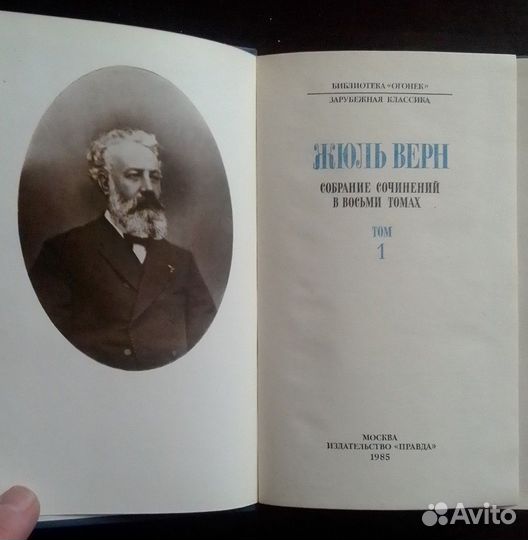 БИБЛИОТЕКА «ОГОНЕК»
ЗАРУБЕЖНАЯ КЛАССИКА
ЖЮЛЬ ВЕРН
СОБРАНИЕ СОЧИНЕНИЙ
В ВОСЬМИ ТОМАХ
ТОМ
1
МОСКВА
ИЗДАТЕЛЬСТВО «ПРАВДА»
1985
Avito